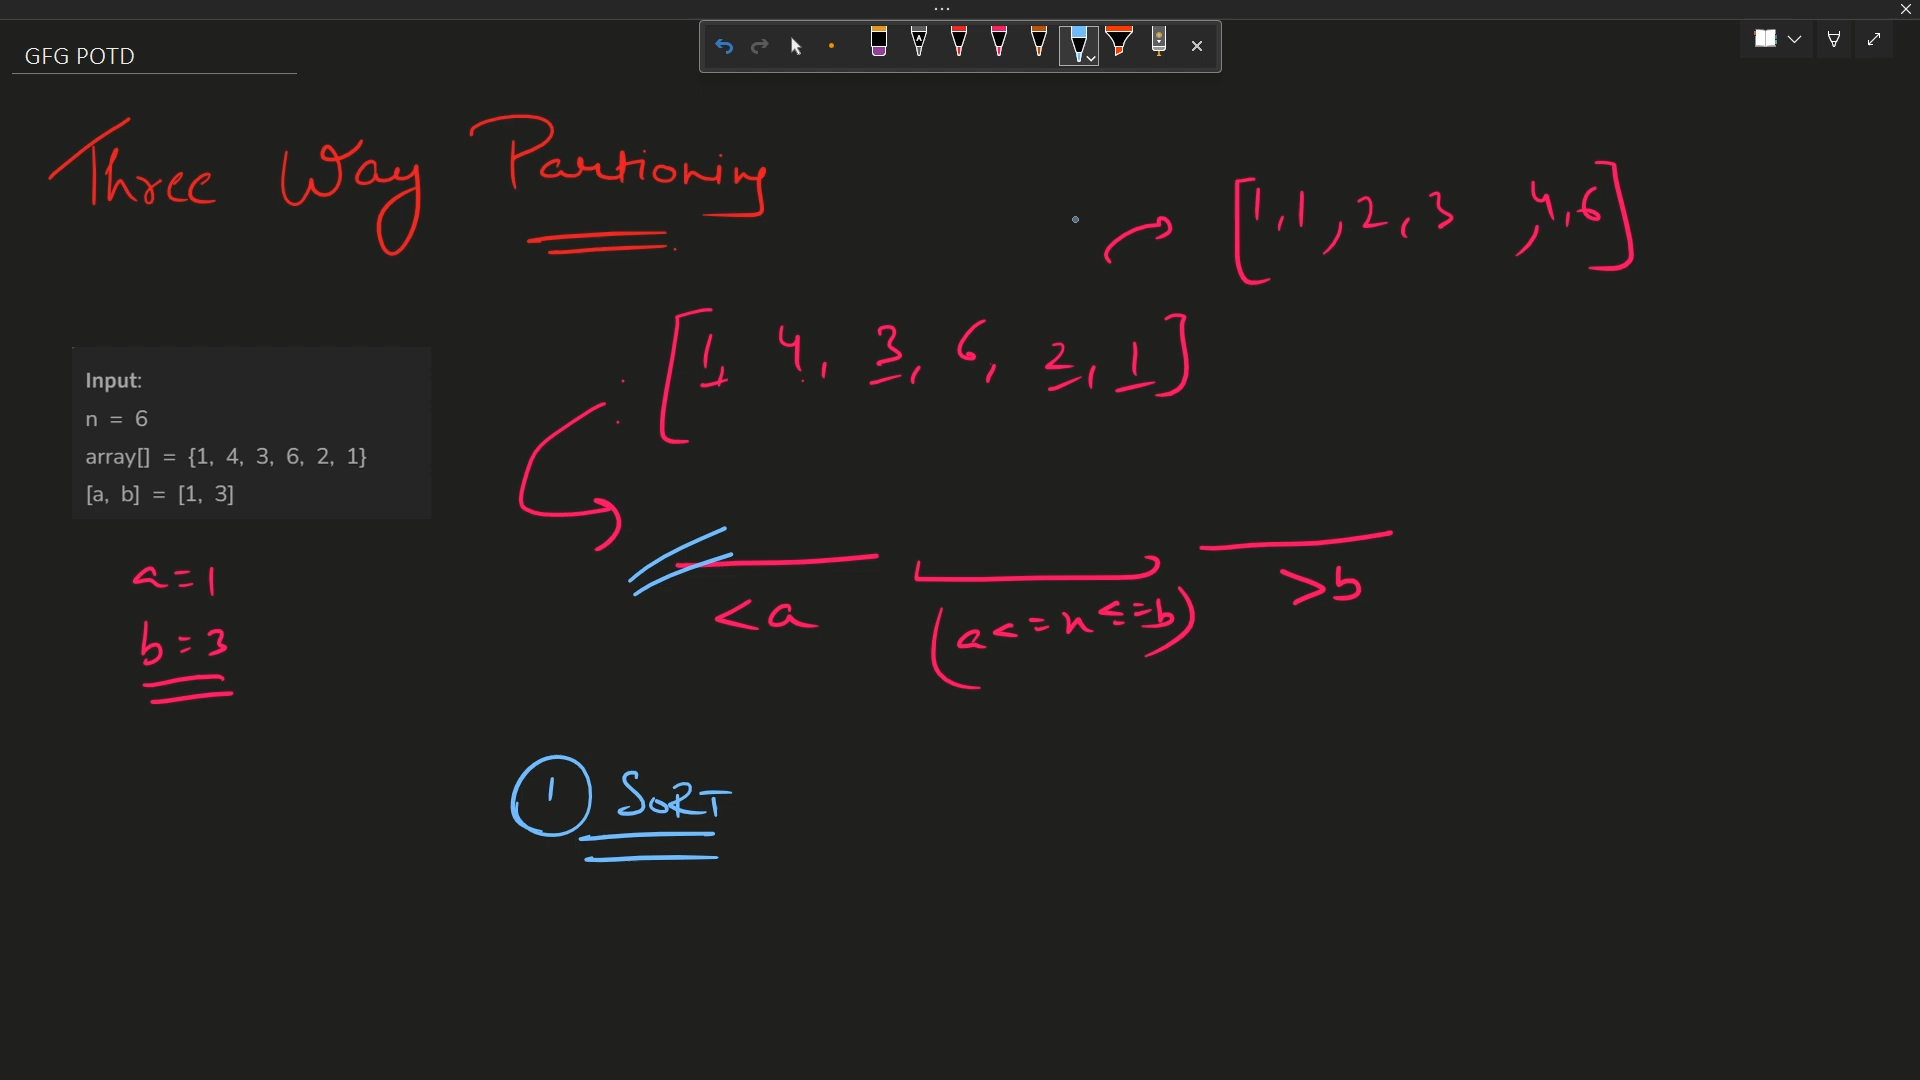 GFG POTD
Three Way Partioning
[1,1,2,3,4,6]
[1,4,3,6,2,1]
Input:
n = 6
array[] = {1, 4, 3, 6, 2, 1}
[a, b] = [1, 3]
a=1
b=3
<a
(a<=n<=b)
>b
1 SORT